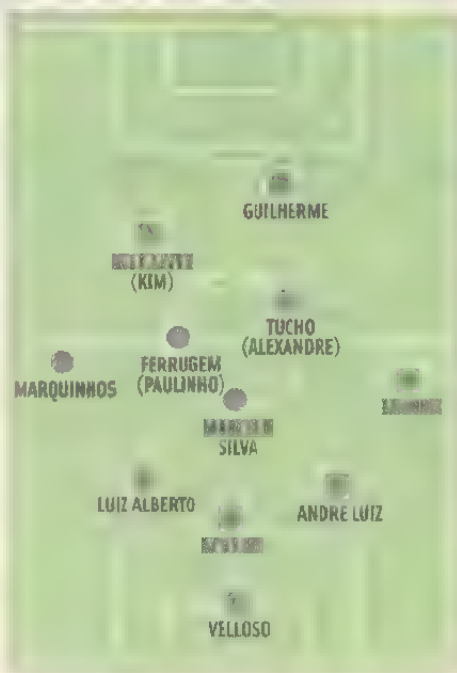 GUILHERME
(KIM)
TUCHO
(ALEXANDRE)
FERRUGEM
(PAULINHO)
MARQUINHOS
SILVA
LUIZ ALBERTO
ANDRE LUIZ
VELLOSO